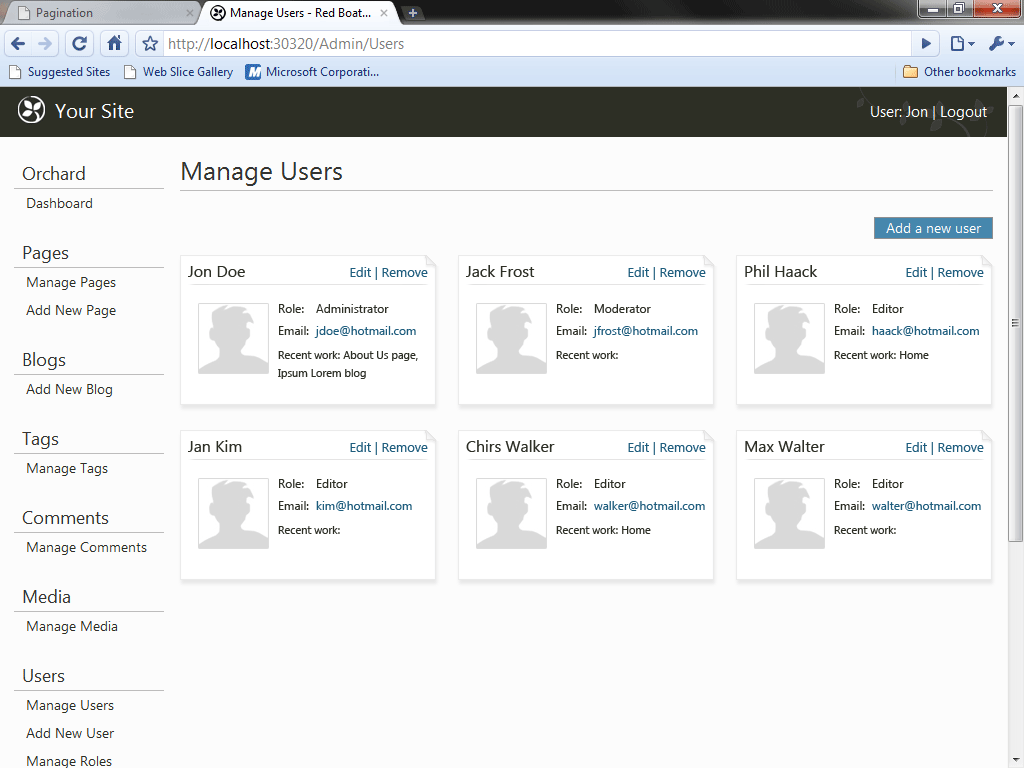 Pagination
Manage Users - Red Boat...
http://localhost:30320/Admin/Users
Suggested Sites
Web Slice Gallery
Microsoft Corporati...
Other bookmarks
Your Site
User: Jon | Logout
Orchard
Dashboard
Pages
Manage Pages
Add New Page
Blogs
Add New Blog
Tags
Manage Tags
Comments
Manage Comments
Media
Manage Media
Users
Manage Users
Add New User
Manage Roles
Manage Users
Add a new user
Jon Doe
Edit | Remove
Role: Administrator
Email: jdoe@hotmail.com
Recent work: About Us page,
Ipsum Lorem blog
Jack Frost
Edit | Remove
Role: Moderator
Email: jfrost@hotmail.com
Recent work:
Phil Haack
Edit | Remove
Role: Editor
Email: haack@hotmail.com
Recent work: Home
Jan Kim
Edit | Remove
Role: Editor
Email: kim@hotmail.com
Recent work:
Chirs Walker
Edit | Remove
Role: Editor
Email: walker@hotmail.com
Recent work: Home
Max Walter
Edit | Remove
Role: Editor
Email: walter@hotmail.com
Recent work: